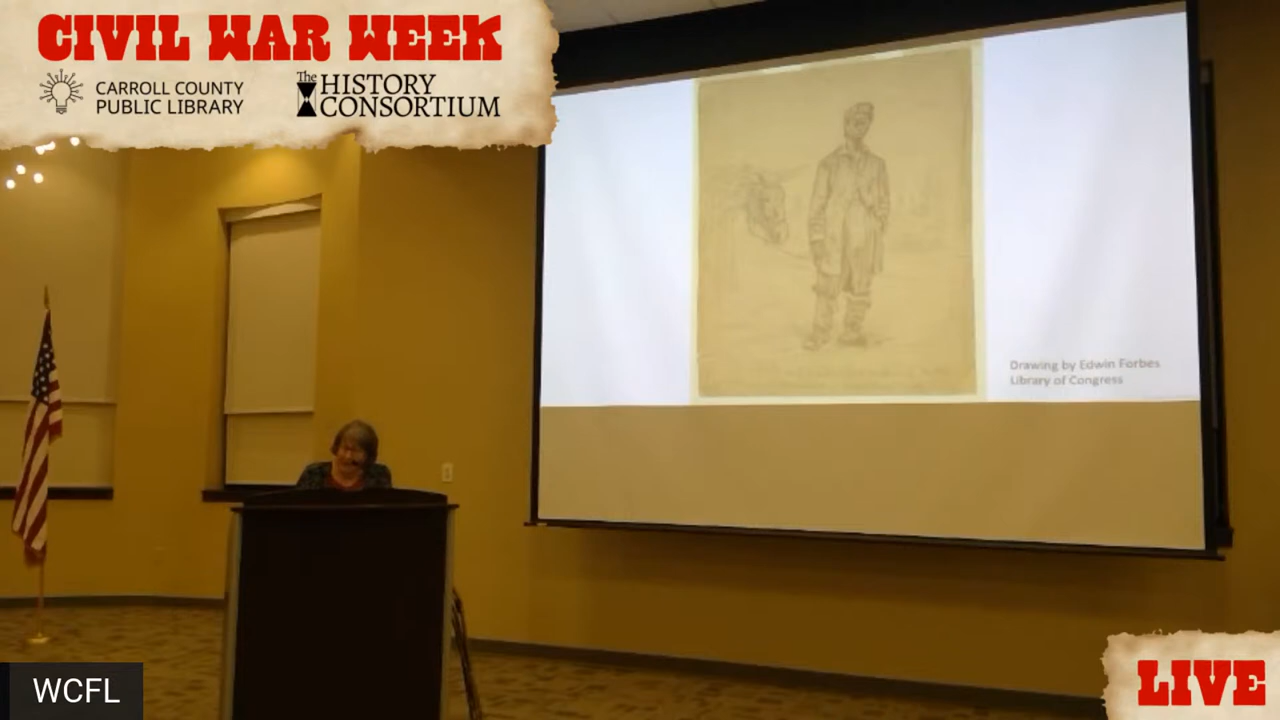 CIVIL WAR WEEK
CARROLL COUNTY
PUBLIC LIBRARY
The HISTORY
CONSORTIUM
Drawing by Edwin Forbes
Library of Congress
WCFL
LIVE